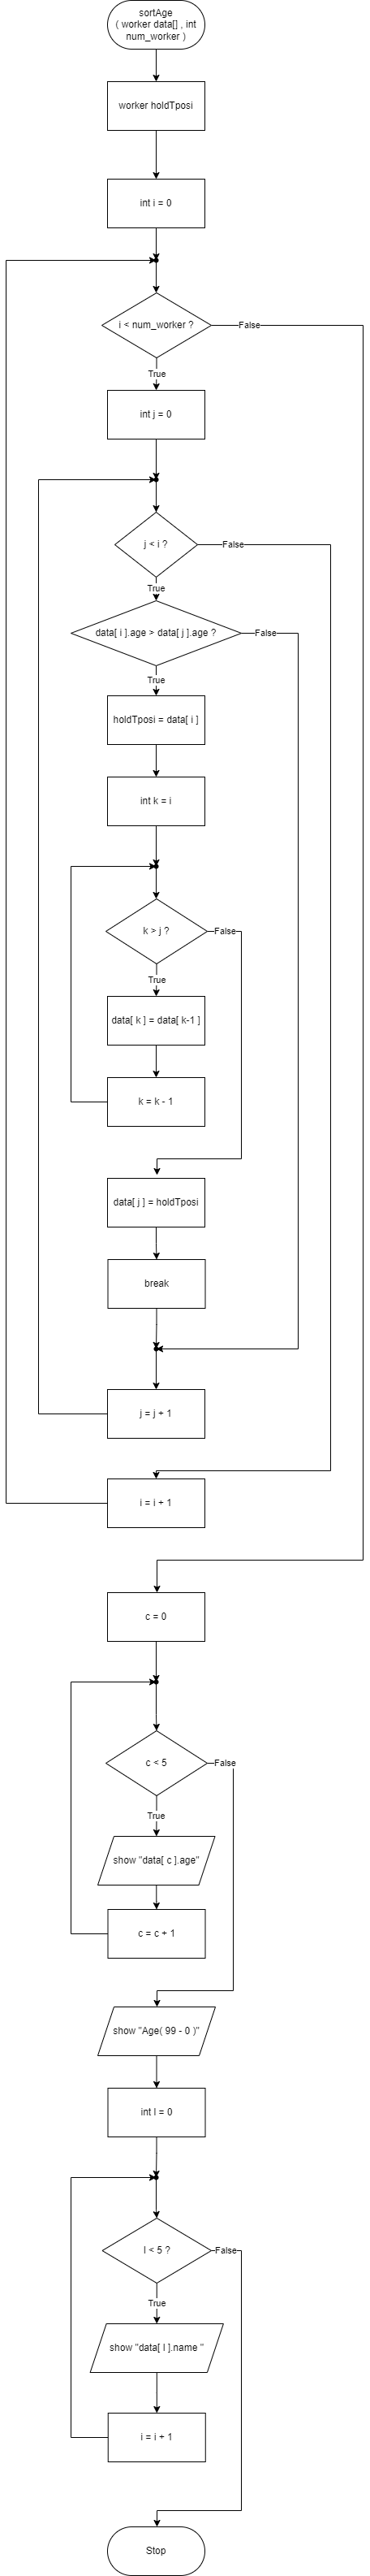 sortAge
( worker data[] , int
num_worker )
worker holdTposi
int i = 0
i < num_worker ?
False
True
int j = 0
j < i ?
False
True
data[ i ].age > data[ j ].age ?
False
True
holdTposi = data[ i ]
int k = i
k > j ?
False
True
data[ k ] = data[ k-1 ]
k = k - 1
data[ j ] = holdTposi
break
j = j + 1
i = i + 1
c = 0
c < 5
False
True
show "data[ c ].age"
c = c + 1
show "Age( 99 - 0 )"
int l = 0
l < 5 ?
False
True
show "data[ l ].name "
i = i + 1
Stop